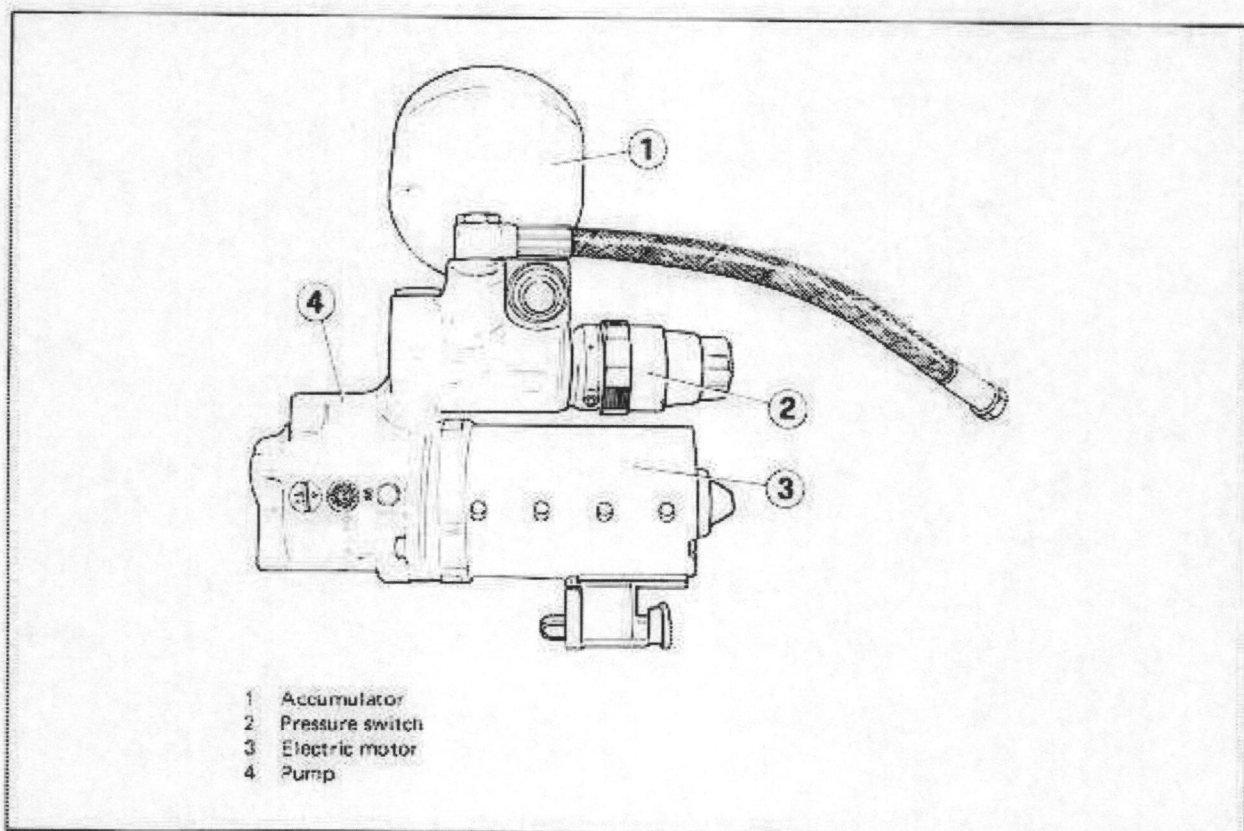 1
4
2
3
1 Accumulator
2 Pressure switch
3 Electric motor
4 Pump